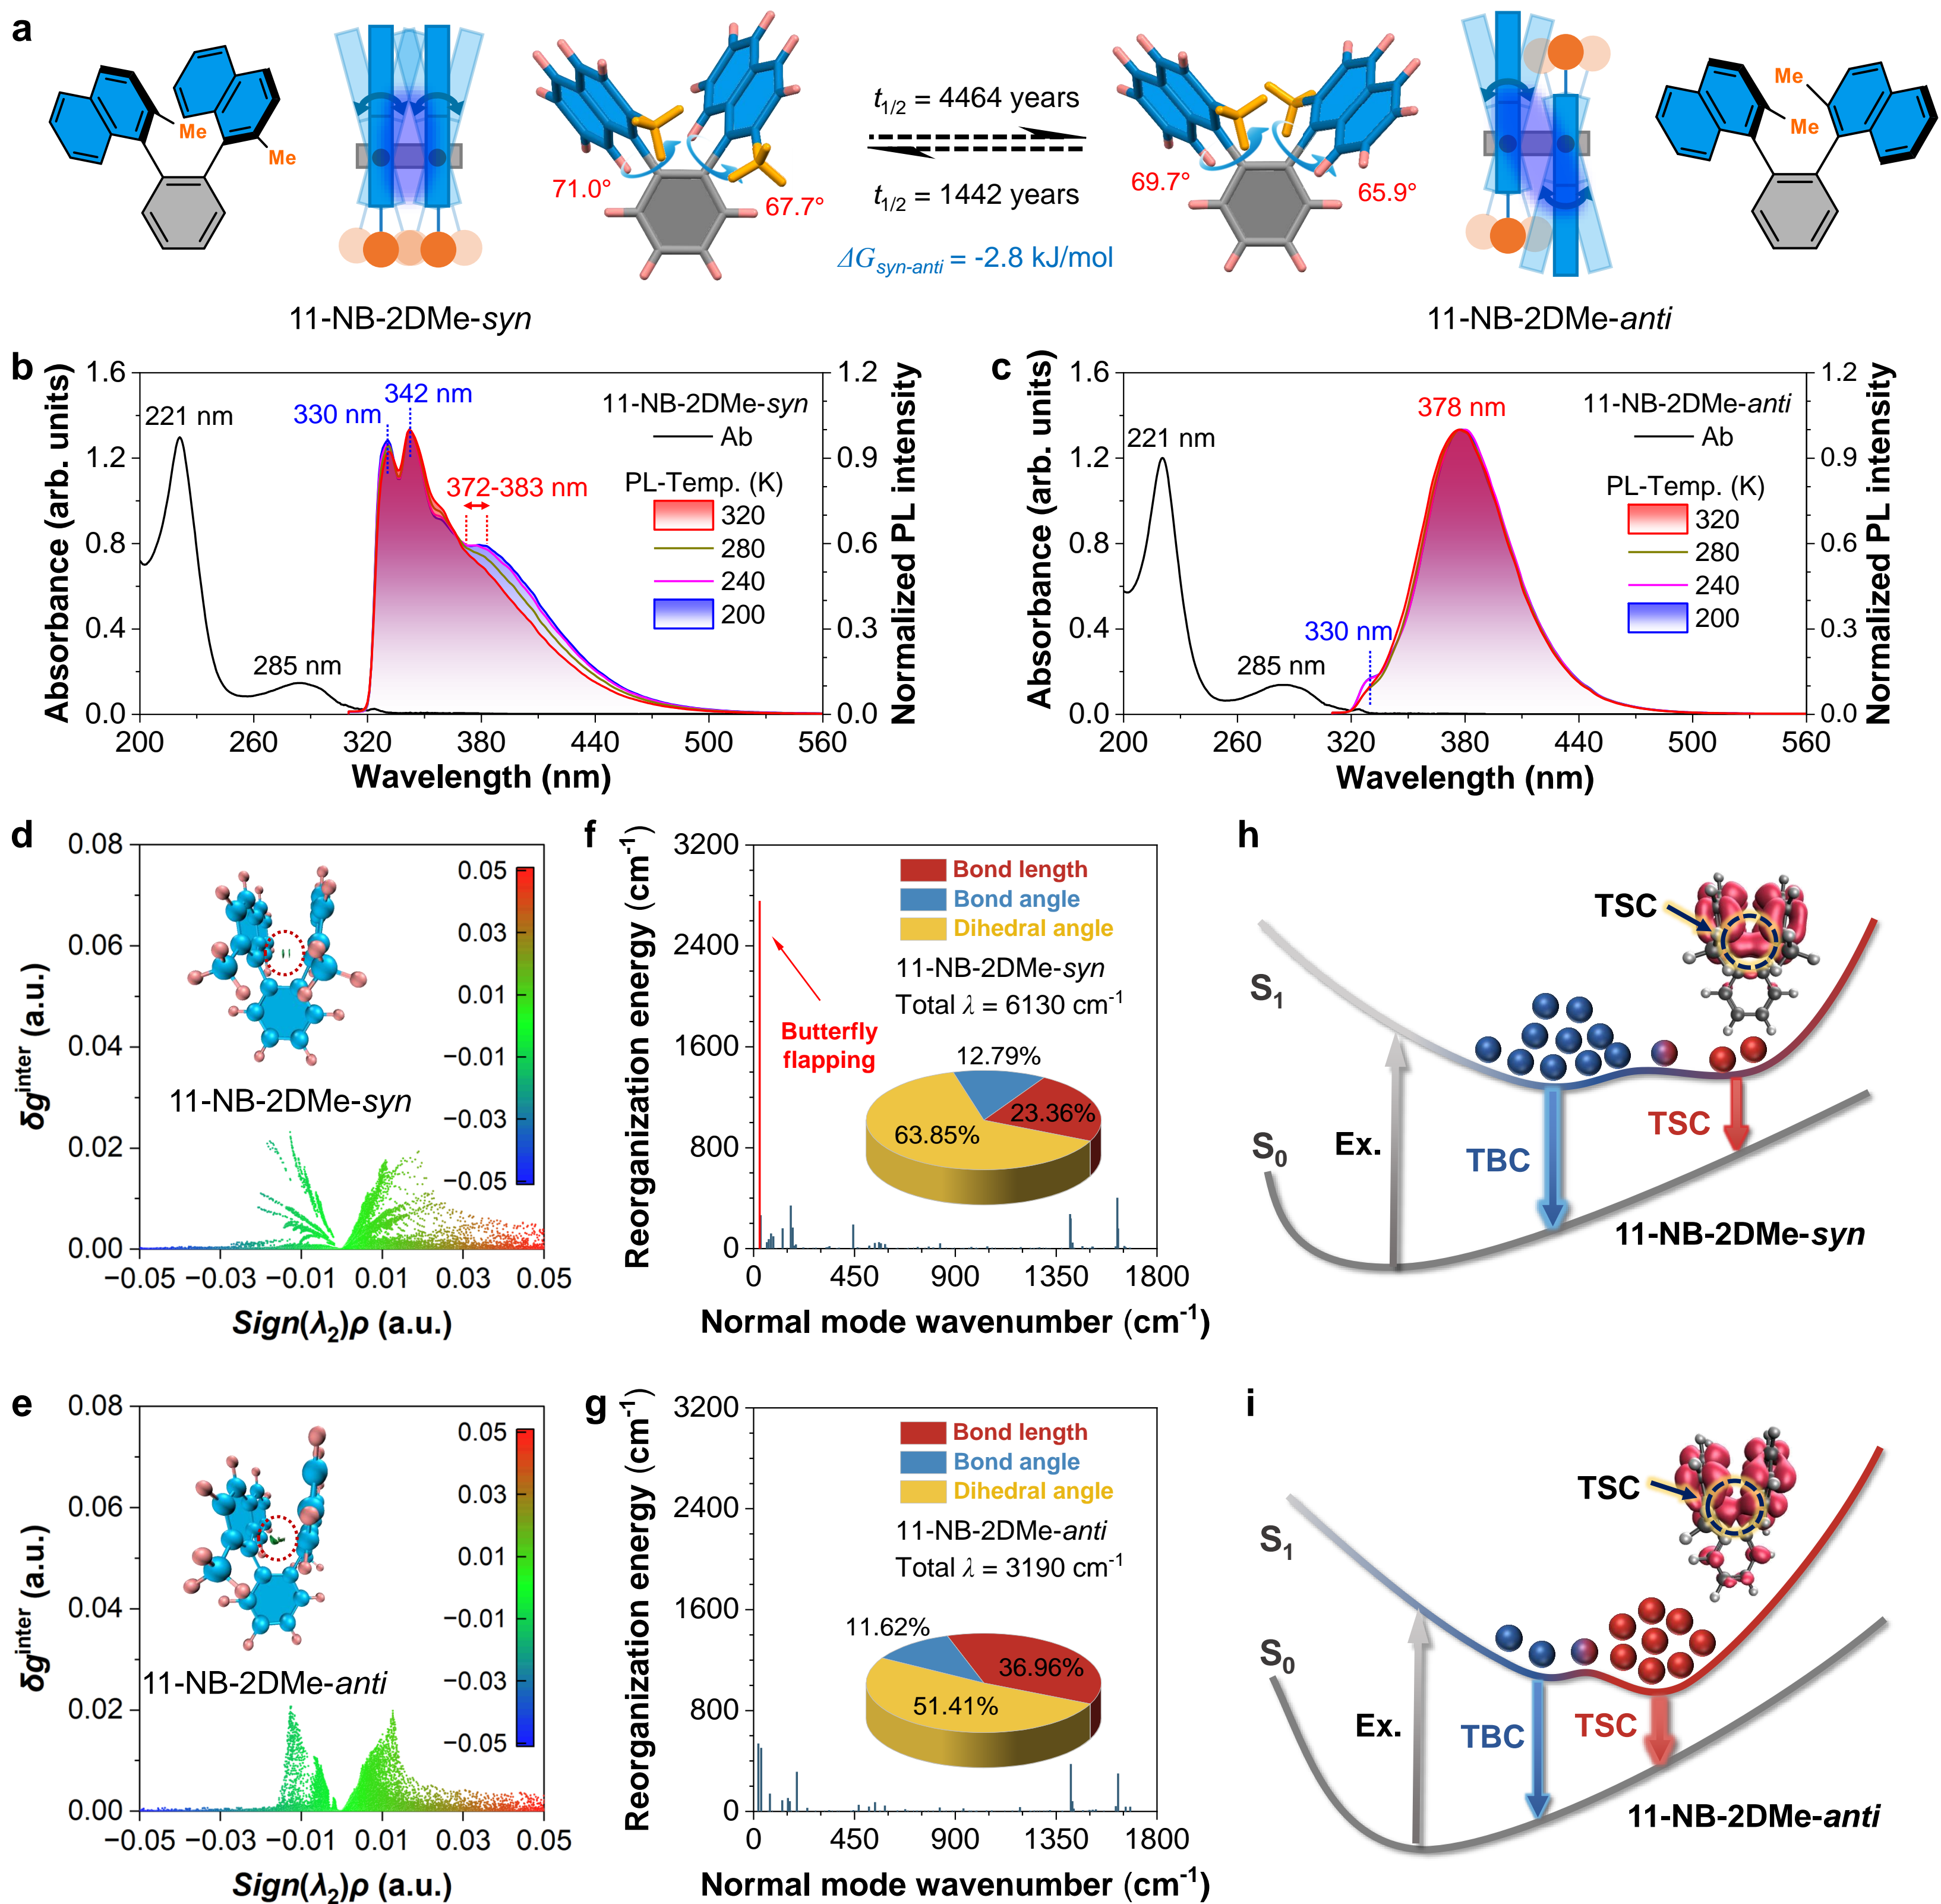 a
Me
Me
71.0°
67.7°
t1/2 = 4464 years
t1/2 = 1442 years
ΔGsyn-anti = -2.8 kJ/mol
69.7°
65.9°
Me
Me
11-NB-2DMe-syn
11-NB-2DMe-anti
b
Absorbance (arb. units)
1.6
1.2
0.8
0.4
0.0
221 nm
285 nm
330 nm
342 nm
372-383 nm
11-NB-2DMe-syn
Ab
PL-Temp. (K)
320
280
240
200
1.2
0.9
0.6
0.3
0.0
Normalized PL intensity
200 260 320 380 440 500 560
Wavelength (nm)
c
Absorbance (arb. units)
1.6
1.2
0.8
0.4
0.0
221 nm
285 nm
330 nm
378 nm
11-NB-2DMe-anti
Ab
PL-Temp. (K)
320
280
240
200
1.2
0.9
0.6
0.3
0.0
Normalized PL intensity
200 260 320 380 440 500 560
Wavelength (nm)
d
δg^inter (a.u.)
0.08
0.06
0.04
0.02
0.00
0.05
0.03
0.01
−0.01
−0.03
−0.05
11-NB-2DMe-syn
−0.05 −0.03 −0.01 0.01 0.03 0.05
Sign(λ2)ρ (a.u.)
f
Reorganization energy (cm-1)
3200
2400
1600
800
0
Bond length
Bond angle
Dihedral angle
11-NB-2DMe-syn
Total λ = 6130 cm-1
Butterfly
flapping
12.79%
23.36%
63.85%
0 450 900 1350 1800
Normal mode wavenumber (cm-1)
h
TSC
S1
S0
Ex.
TBC
TSC
11-NB-2DMe-syn
e
δg^inter (a.u.)
0.08
0.06
0.04
0.02
0.00
0.05
0.03
0.01
−0.01
−0.03
−0.05
11-NB-2DMe-anti
−0.05 −0.03 −0.01 0.01 0.03 0.05
Sign(λ2)ρ (a.u.)
g
Reorganization energy (cm-1)
3200
2400
1600
800
0
Bond length
Bond angle
Dihedral angle
11-NB-2DMe-anti
Total λ = 3190 cm-1
11.62%
36.96%
51.41%
0 450 900 1350 1800
Normal mode wavenumber (cm-1)
i
TSC
S1
S0
Ex.
TBC
TSC
11-NB-2DMe-anti